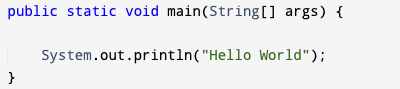 public static void main(String[] args) {
System.out.println("Hello World");
}